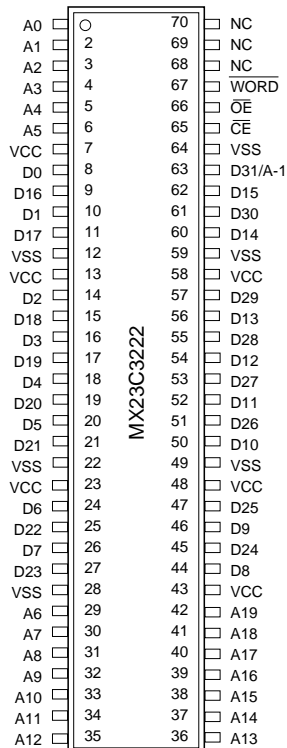 A0 70 NC
A1 2 69 NC
A2 3 68 NC
A3 4 67 WORD
A4 5 66 OE
A5 6 65 CE
VCC 7 64 VSS
D0 8 63 D31/A-1
D16 9 62 D15
D1 10 61 D30
D17 11 60 D14
VSS 12 59 VSS
VCC 13 58 VCC
D2 14 57 D29
D18 15 56 D13
D3 16 55 D28
D19 17 54 D12
D4 18 53 D27
D20 19 52 D11
D5 20 51 D26
D21 21 50 D10
VSS 22 49 VSS
VCC 23 48 VCC
D6 24 47 D25
D22 25 46 D9
D7 26 45 D24
D23 27 44 D8
VSS 28 43 VCC
A6 29 42 A19
A7 30 41 A18
A8 31 40 A17
A9 32 39 A16
A10 33 38 A15
A11 34 37 A14
A12 35 36 A13
MX23C3222